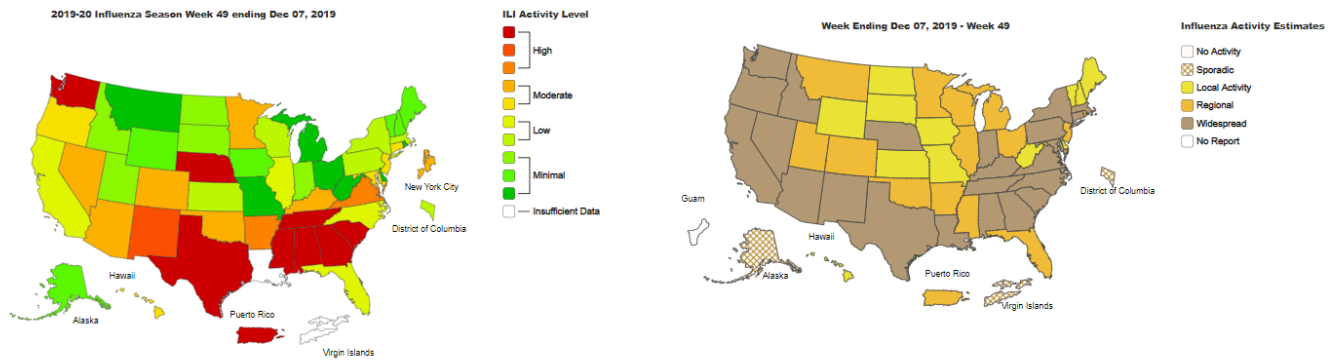 2019-20 Influenza Season Week 49 ending Dec 07, 2019
ILI Activity Level
High
Moderate
Low
Minimal
Insufficient Data
New York City
District of Columbia
Hawaii
Alaska
Puerto Rico
Virgin Islands
Week Ending Dec 07, 2019 - Week 49
Influenza Activity Estimates
No Activity
Sporadic
Local Activity
Regional
Widespread
No Report
District of Columbia
Guam
Hawaii
Alaska
Puerto Rico
Virgin Islands